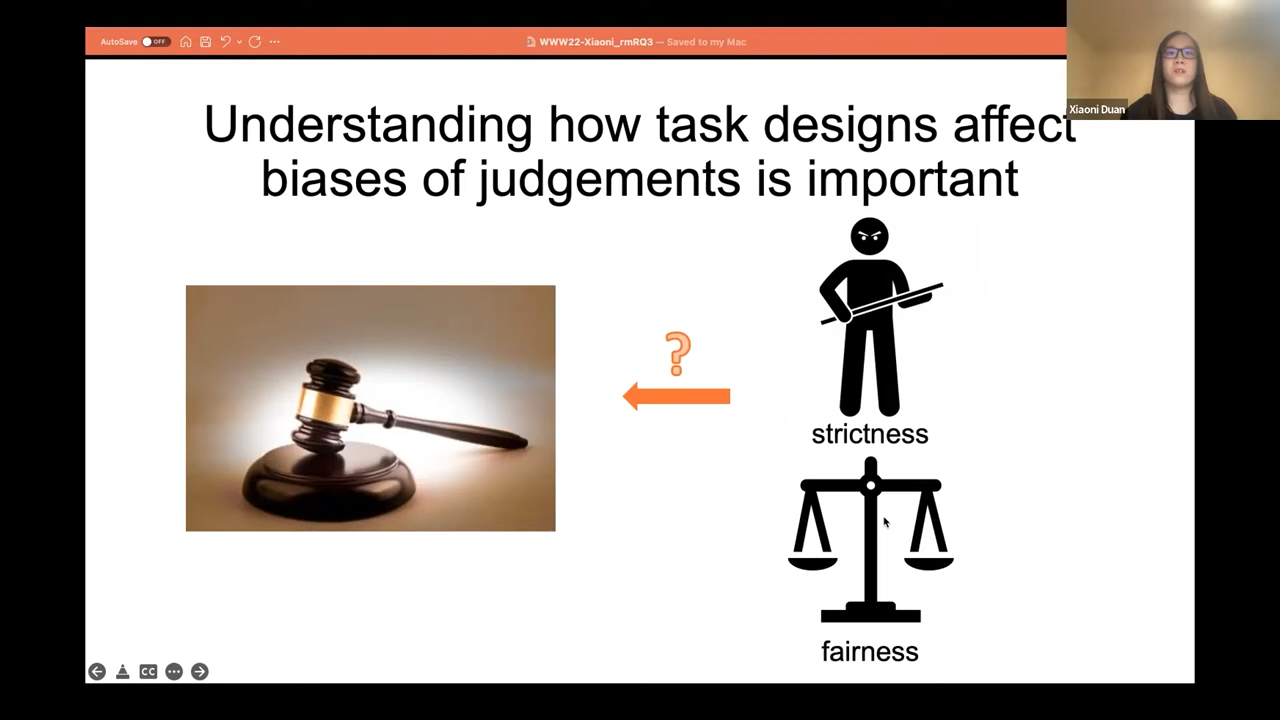 AutoSave OFF
WWW22-Xiaoni_rmRQ3 — Saved to my Mac
Xiaoni Duan
Understanding how task designs affect
biases of judgements is important
?
strictness
fairness
CC